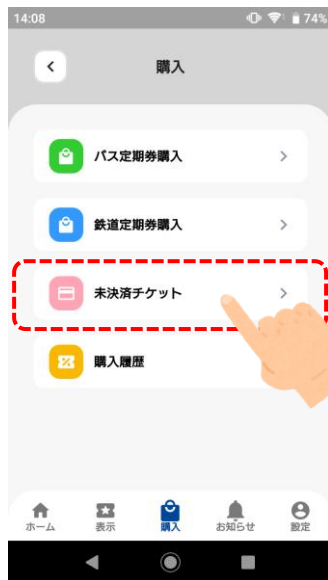 14:08 74%
購入
バス定期券購入
鉄道定期券購入
未決済チケット
購入履歴
ホーム 表示 購入 お知らせ 設定